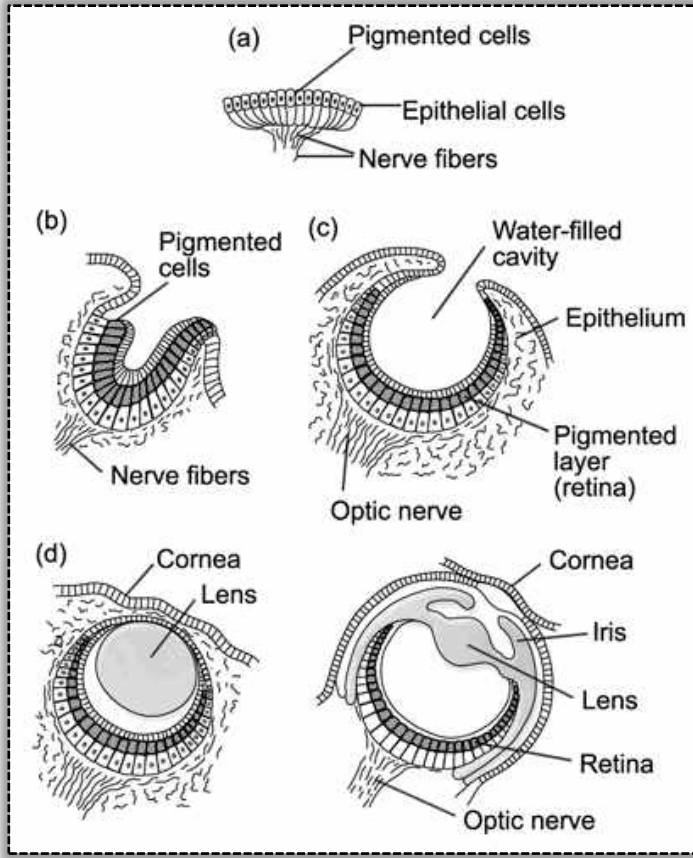 (a)
Pigmented cells
Epithelial cells
Nerve fibers
(b)
Pigmented
cells
Nerve fibers
(c)
Water-filled
cavity
Epithelium
Pigmented
layer
(retina)
Optic nerve
(d)
Cornea
Lens
Cornea
Iris
Lens
Retina
Optic nerve